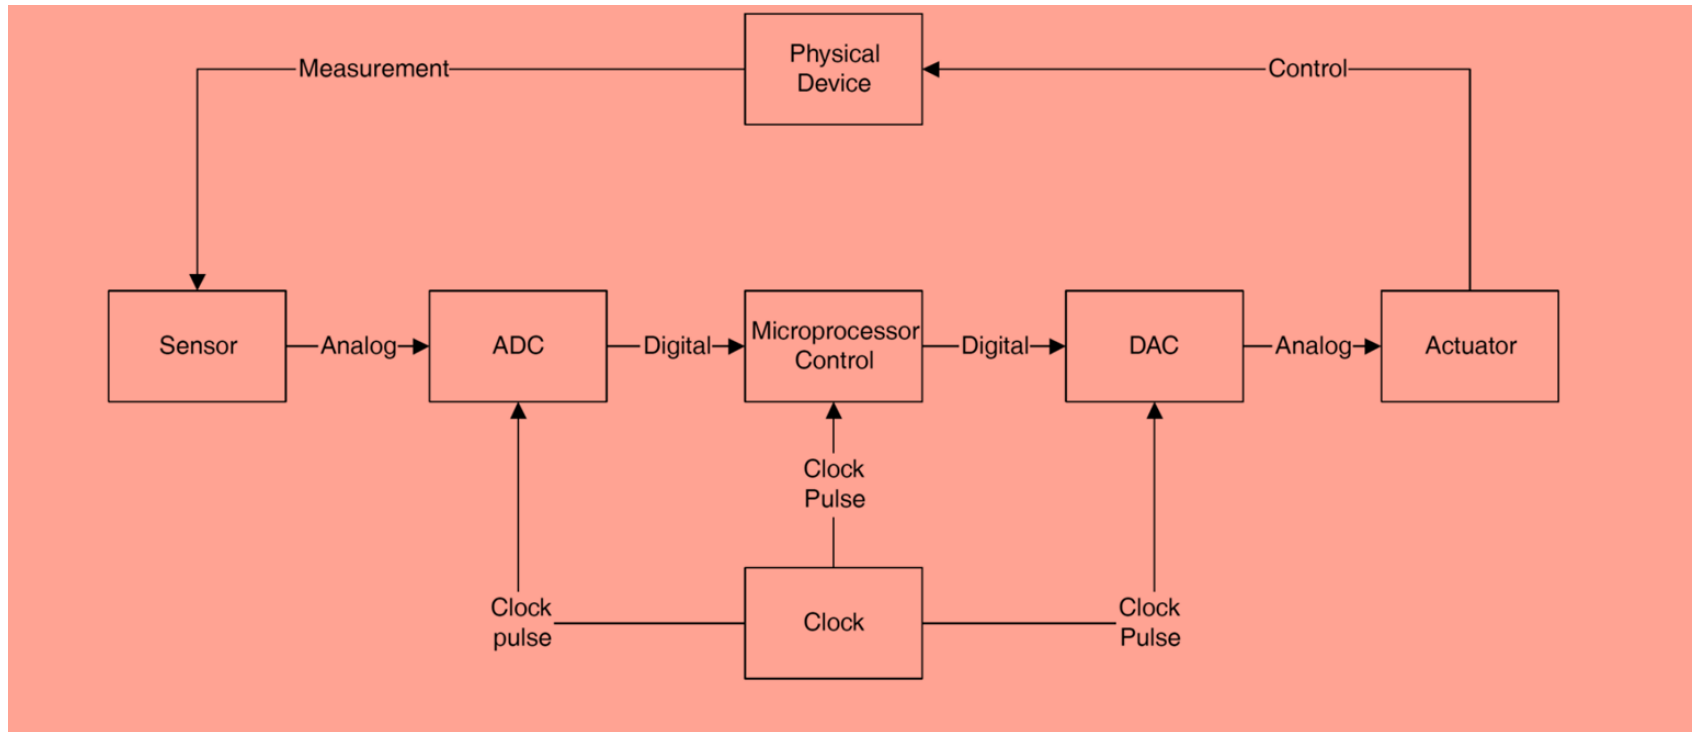 Physical
Device
Measurement
Control
Sensor
Analog
ADC
Digital
Microprocessor
Control
Digital
DAC
Analog
Actuator
Clock
Pulse
Clock
pulse
Clock
Clock
Pulse